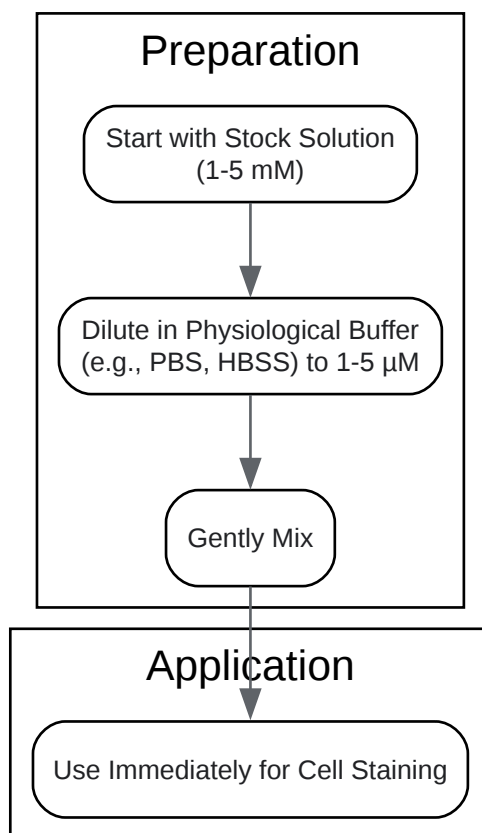 Preparation
Start with Stock Solution
(1-5 mM)
Dilute in Physiological Buffer
(e.g., PBS, HBSS) to 1-5 µM
Gently Mix
Application
Use Immediately for Cell Staining